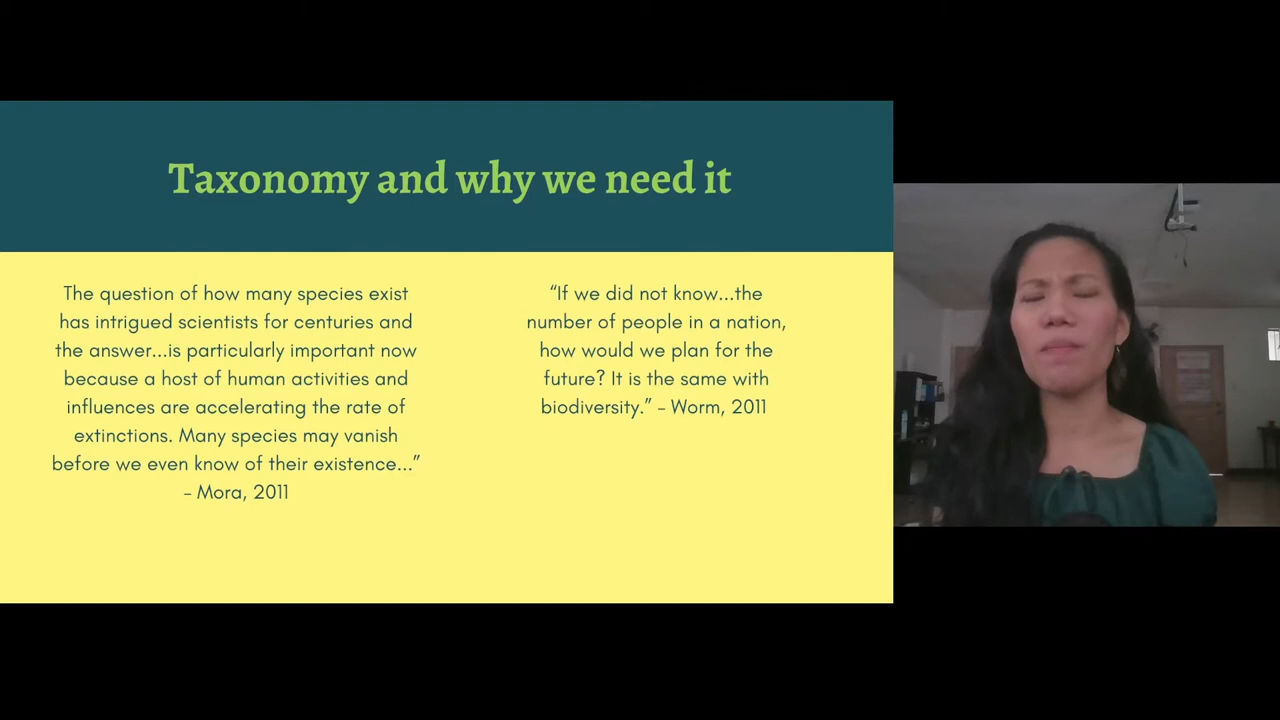 Taxonomy and why we need it
The question of how many species exist
has intrigued scientists for centuries and
the answer...is particularly important now
because a host of human activities and
influences are accelerating the rate of
extinctions. Many species may vanish
before we even know of their existence...”
- Mora, 2011
“If we did not know...the
number of people in a nation,
how would we plan for the
future? It is the same with
biodiversity.” - Worm, 2011